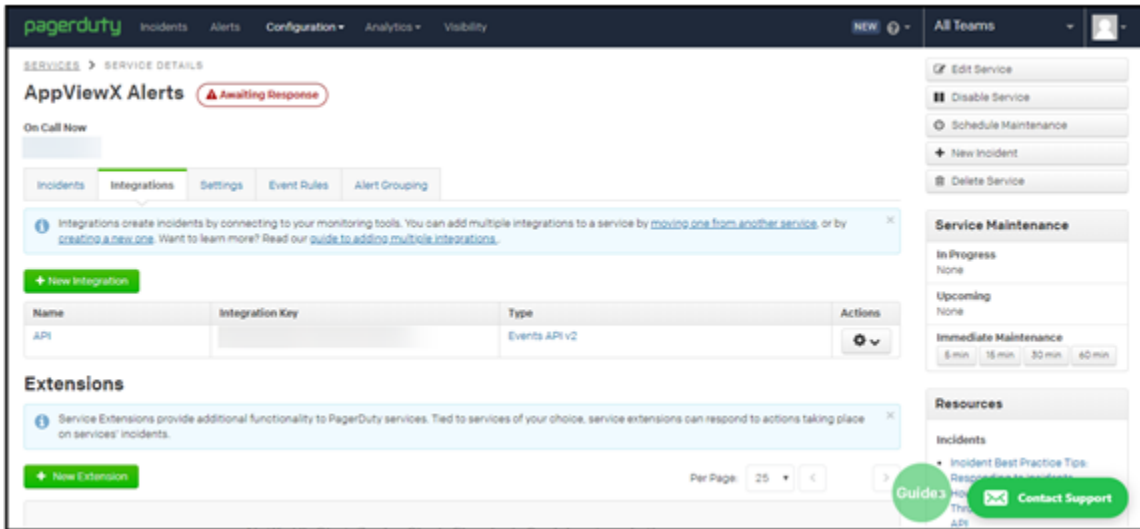 pagerduty Incidents Alerts Configuration Analytics Visibility NEW All Teams
SERVICES > SERVICE DETAILS
AppViewX Alerts Awaiting Response
On Call Now
Incidents Integrations Settings Event Rules Alert Grouping
Integrations create incidents by connecting to your monitoring tools. You can add multiple integrations to a service by moving one from another service, or by
creating a new one. Want to learn more? Read our guide to adding multiple integrations.
+ New Integration
Name Integration Key Type Actions
API Events API v2
Extensions
Service Extensions provide additional functionality to PagerDuty services. Tied to services of your choice, service extensions can respond to actions taking place
on services' incidents.
+ New Extension
Per Page: 25 < >
Edit Service
Disable Service
Schedule Maintenance
+ New Incident
Delete Service
Service Maintenance
In Progress
None
Upcoming
None
Immediate Maintenance
5 min 15 min 30 min 60 min
Resources
Incidents
• Incident Best Practice Tips:
Responding to Incidents
API
Contact Support